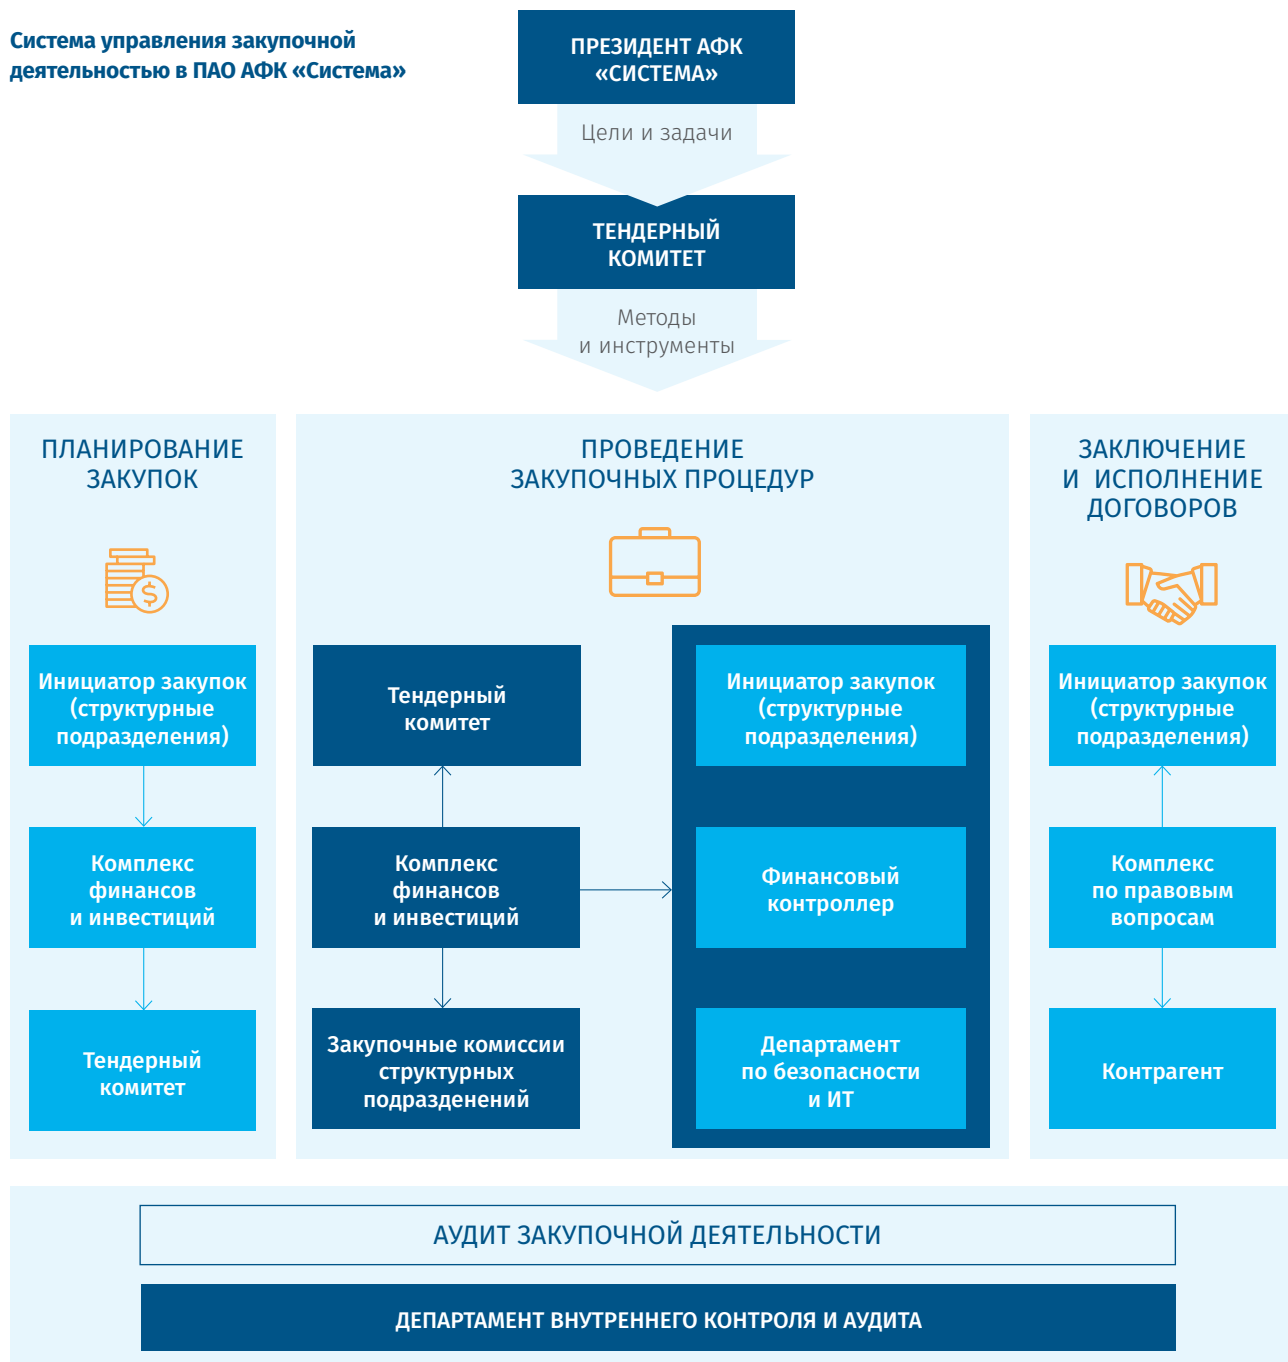 Система управления закупочной
деятельностью в ПАО АФК «Система»
ПРЕЗИДЕНТ АФК
«СИСТЕМА»
Цели и задачи
ТЕНДЕРНЫЙ
КОМИТЕТ
Методы
и инструменты
ПЛАНИРОВАНИЕ
ЗАКУПОК
Инициатор закупок
(структурные
подразделения)
Комплекс
финансов
и инвестиций
Тендерный
комитет
ПРОВЕДЕНИЕ
ЗАКУПОЧНЫХ ПРОЦЕДУР
Тендерный
комитет
Комплекс
финансов
и инвестиций
Закупочные комиссии
структурных
подразденений
Инициатор закупок
(структурные
подразделения)
Финансовый
контроллер
Департамент
по безопасности
и ИТ
ЗАКЛЮЧЕНИЕ
И ИСПОЛНЕНИЕ
ДОГОВОРОВ
Инициатор закупок
(структурные
подразделения)
Комплекс
по правовым
вопросам
Контрагент
АУДИТ ЗАКУПОЧНОЙ ДЕЯТЕЛЬНОСТИ
ДЕПАРТАМЕНТ ВНУТРЕННЕГО КОНТРОЛЯ И АУДИТА